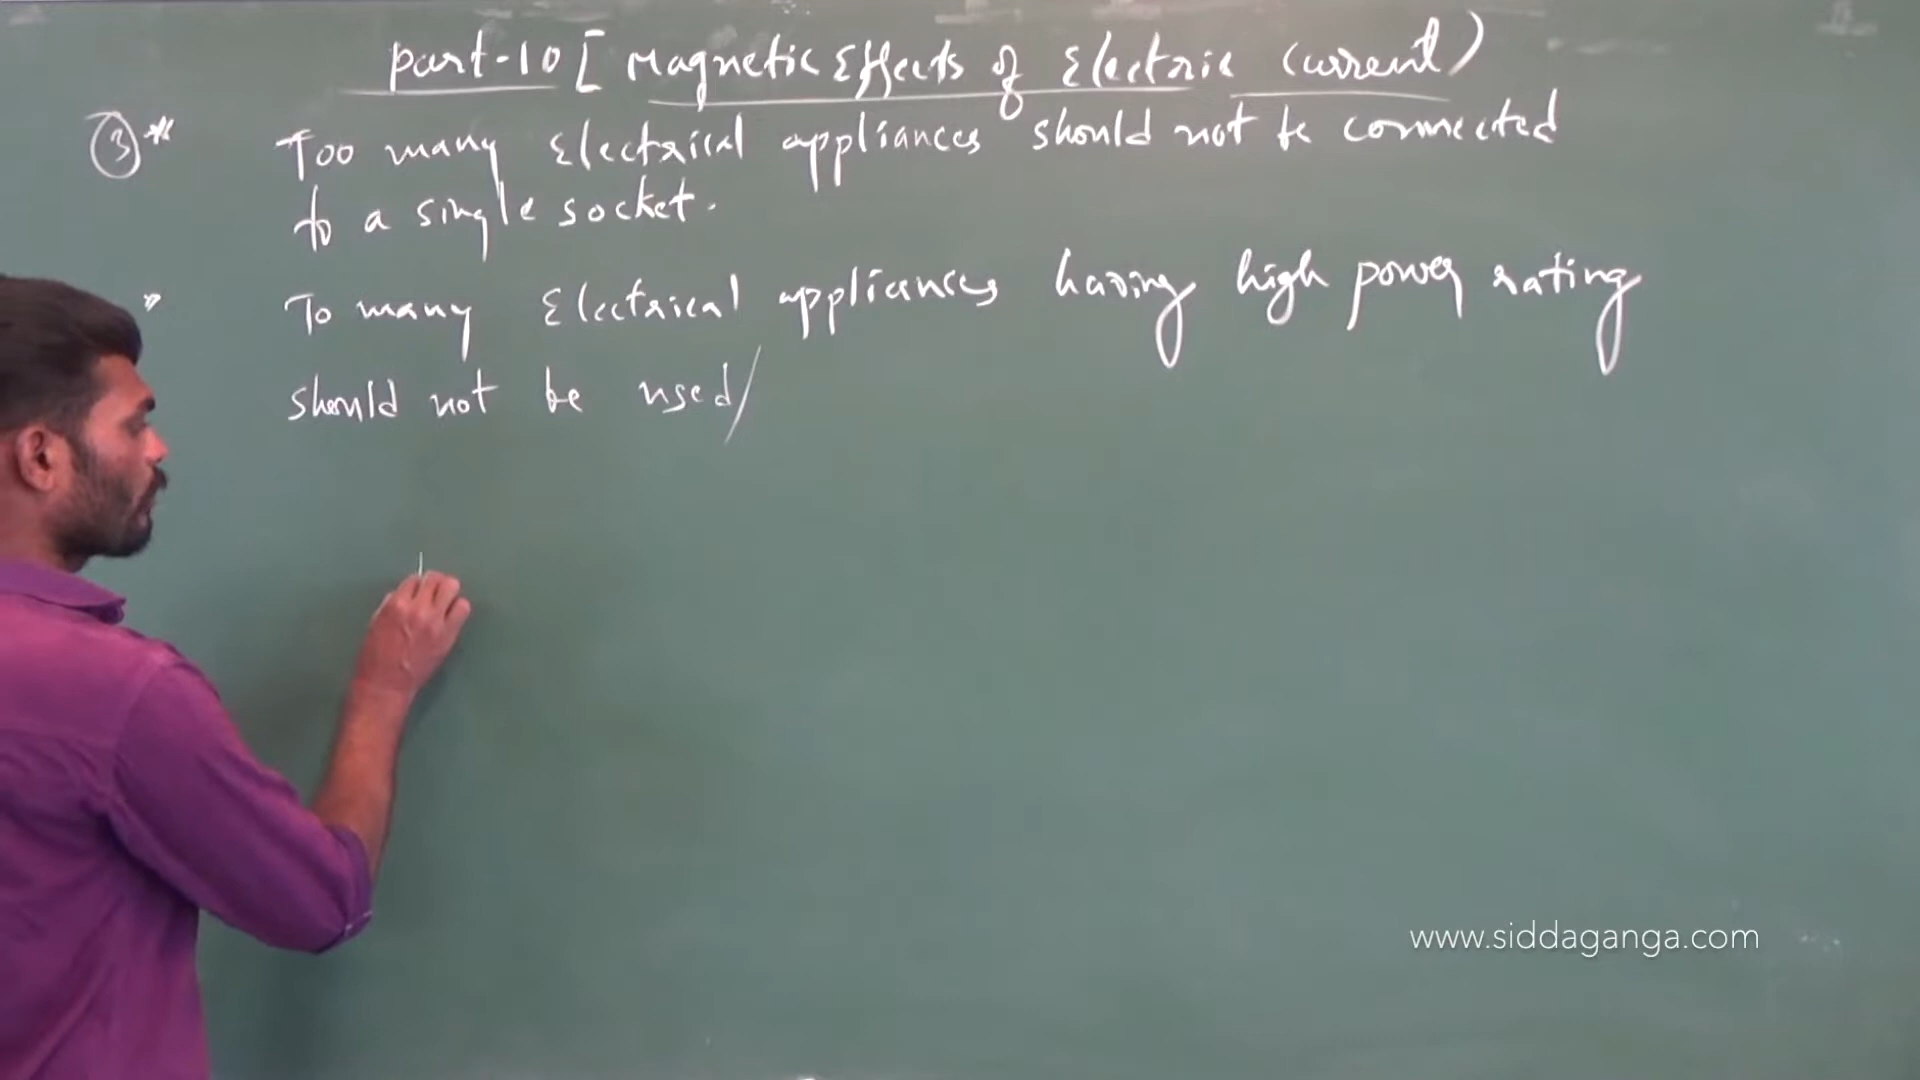 part-10 [ Magnetic Effects of Electric Current)
③ * Too many Electrical appliances should not be connected
to a single socket.
To many Electrical appliances having high power rating
should not be used/
www.siddaganga.com